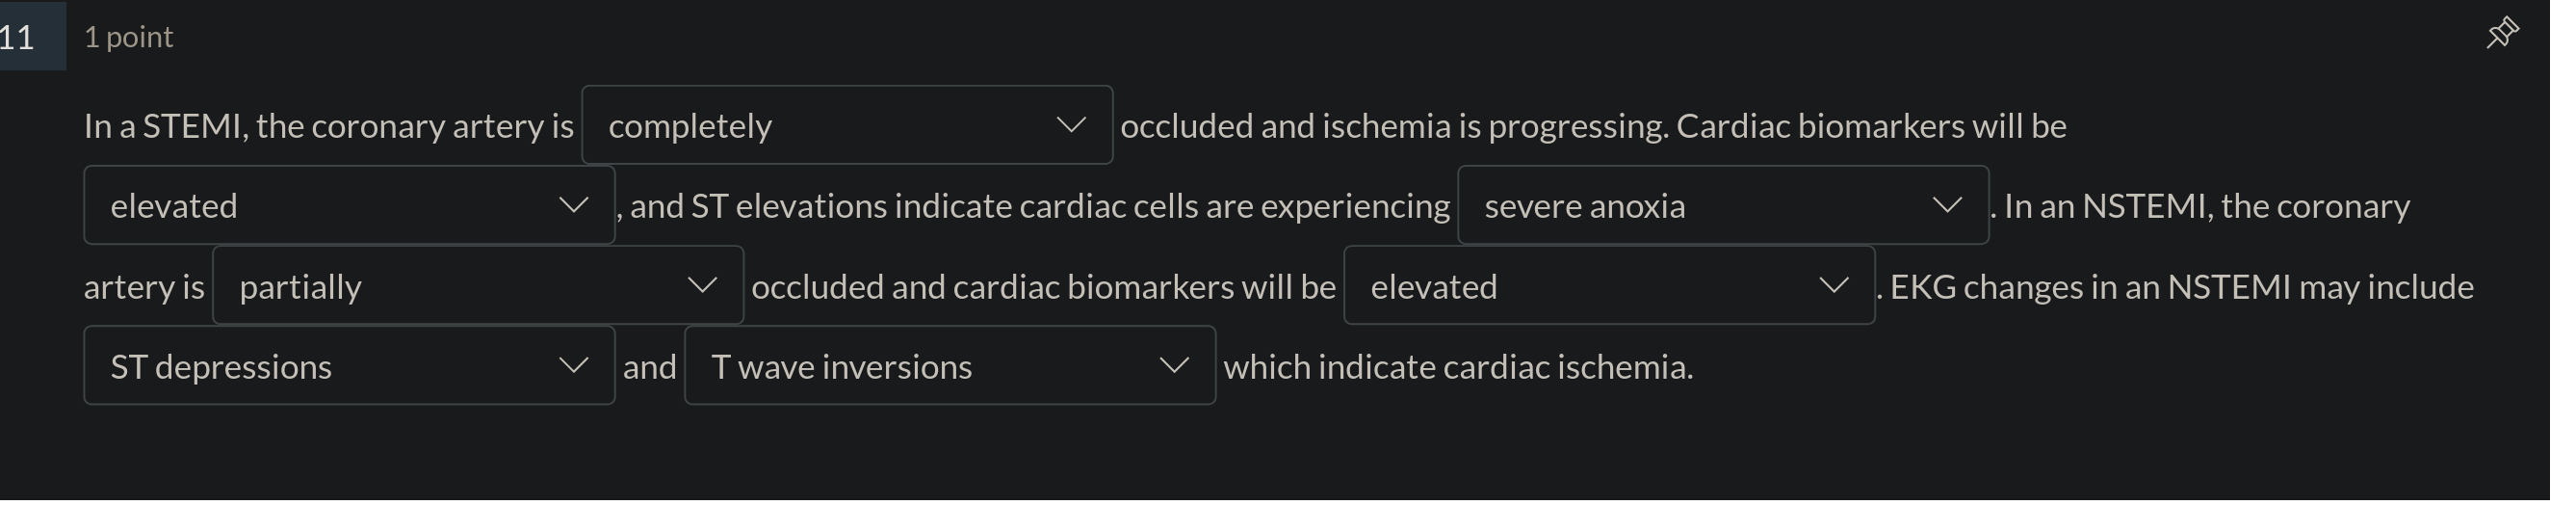 11 1 point
In a STEMI, the coronary artery is completely occluded and ischemia is progressing. Cardiac biomarkers will be
elevated , and ST elevations indicate cardiac cells are experiencing severe anoxia . In an NSTEMI, the coronary
artery is partially occluded and cardiac biomarkers will be elevated . EKG changes in an NSTEMI may include
ST depressions and T wave inversions which indicate cardiac ischemia.